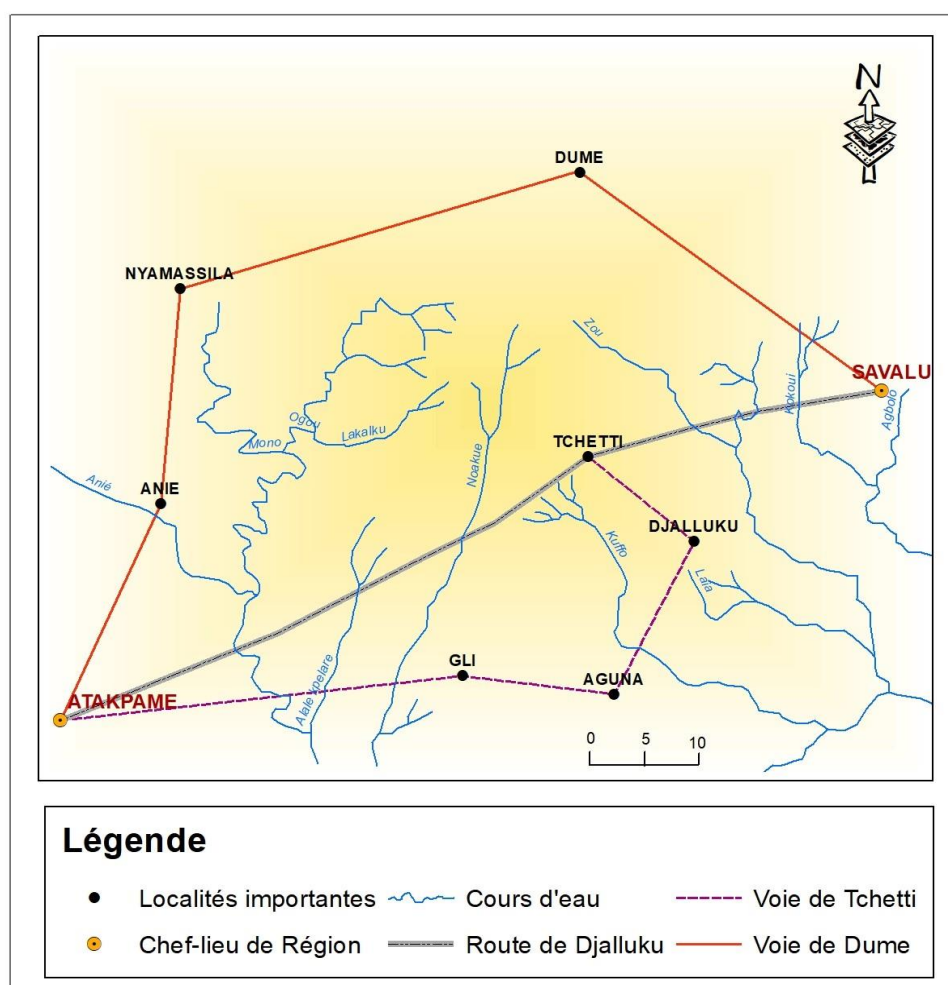 N
DUME
NYAMASSILA
Zou
SAVALU
Kokoui
Agbolo
Ogou
Mono
Lakalku
TCHETTI
Noakue
Anié
ANIE
DJALLUKU
Kuffo
Laia
GLI
AGUNA
ATAKPAME
0 5 10
Légende
Localités importantes Cours d'eau Voie de Tchetti
Chef-lieu de Région Route de Djalluku Voie de Dume